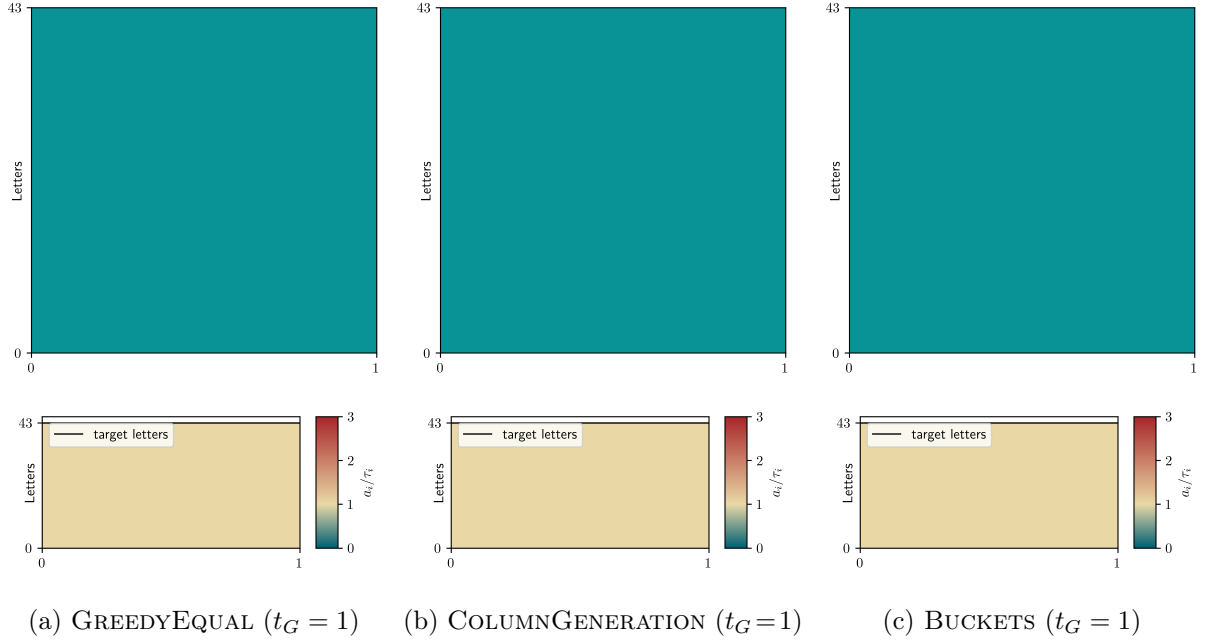 43
Letters
0
0 1
43
Letters
0
0 1
43
Letters
0
0 1
43
target letters
Letters
0
0 1
3
2
1
0
a_i/τ_i
43
target letters
Letters
0
0 1
3
2
1
0
a_i/τ_i
43
target letters
Letters
0
0 1
3
2
1
0
a_i/τ_i
(a) GREEDYEQUAL (t_G = 1)
(b) COLUMNGENERATION (t_G = 1)
(c) BUCKETS (t_G = 1)